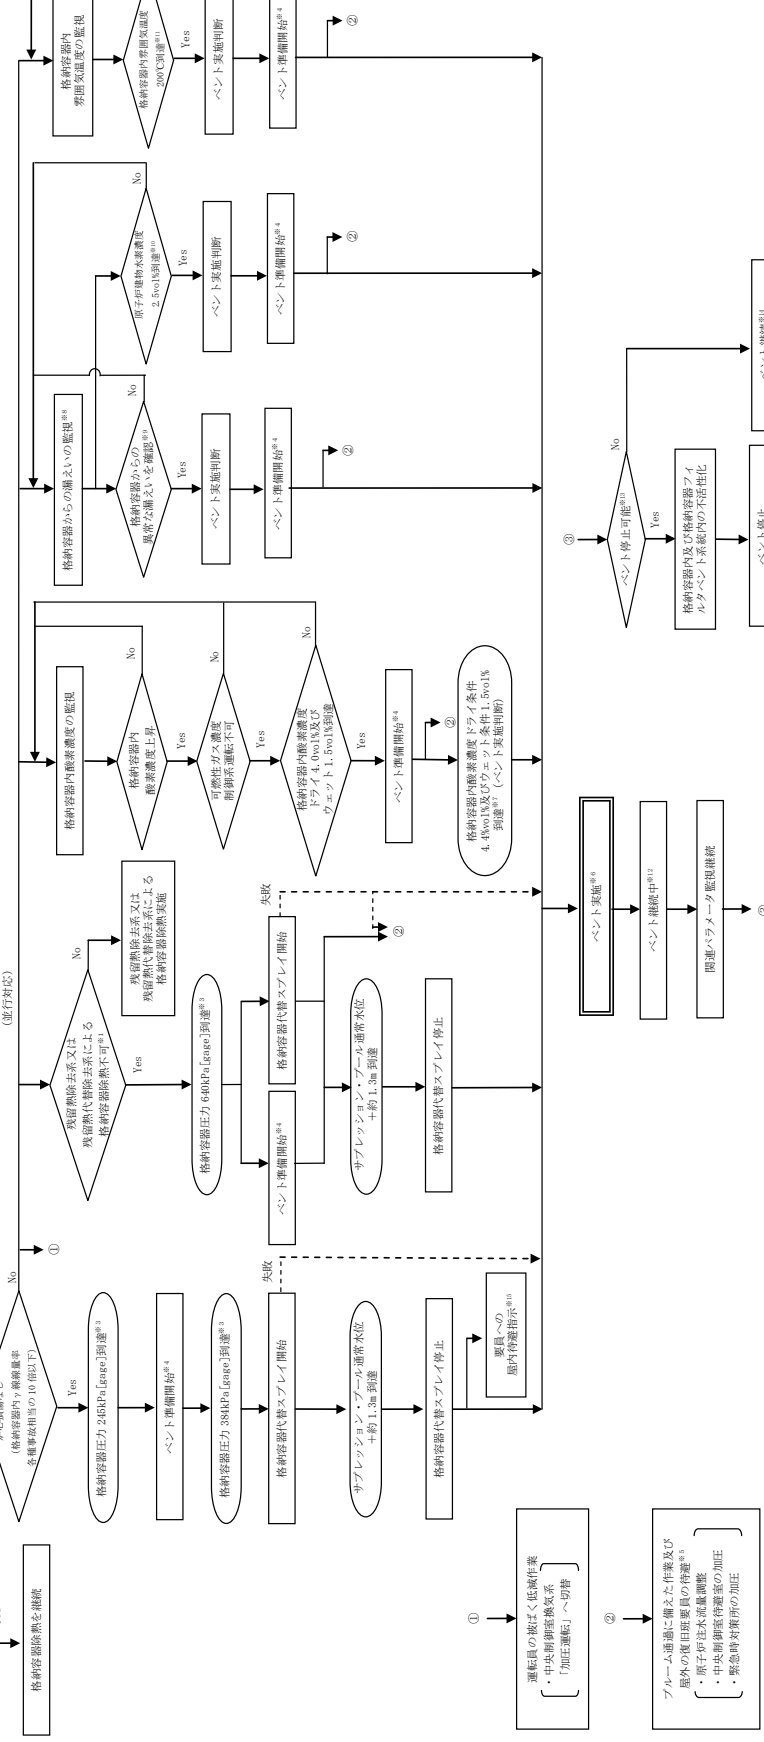 格納容器除熱を継続
(格納容器内γ線線量率
各種事故相当の10倍以下)
No
①
Yes
格納容器圧力 245kPa[gage]到達※3
ベント準備開始※4
格納容器圧力 384kPa[gage]到達※3
格納容器代替スプレイ開始
失敗
サプレッション・プール通常水位
+約 1.3m 到達
格納容器代替スプレイ停止
要員への
屋内待避指示※15
(並行対応)
残留熱除去系又は
残留熱代替除去系による
格納容器除熱不可※1
No
残留熱除去系又は
残留熱代替除去系による
格納容器除熱実施
Yes
格納容器圧力 640kPa[gage]到達※3
ベント準備開始※4
格納容器代替スプレイ開始
失敗
②
サプレッション・プール通常水位
+約 1.3m 到達
格納容器代替スプレイ停止
格納容器内酸素濃度の監視
格納容器内
酸素濃度上昇
No
Yes
可燃性ガス濃度
制御系運転不可
No
Yes
格納容器内酸素濃度
ドライ4.0vol%及び
ウェット1.5vol%到達
No
Yes
ベント準備開始※4
②
格納容器内酸素濃度ドライ条件
4.4%vol%及びウェット条件 1.5vol%
到達※7 (ベント実施判断)
格納容器からの漏えいの監視※8
格納容器からの
異常な漏えいを確認※9
No
Yes
ベント実施判断
ベント準備開始※4
②
原子炉建物水素濃度
2.5vol%到達※10
No
Yes
ベント実施判断
ベント準備開始※4
②
格納容器内
雰囲気温度の監視
格納容器内雰囲気温度
200℃到達※11
Yes
ベント実施判断
ベント準備開始※4
②
①
運転員の被ばく低減作業
・中央制御室換気系
「加圧運転」へ切替
②
プルーム通過に備えた作業及び
屋外の復旧班要員の待避※5
・原子炉注水流量調整
・中央制御室待避室の加圧
・緊急時対策所の加圧
ベント実施※6
ベント継続中※12
関連パラメータ監視継続
③
③
ベント停止可能※13
No
Yes
格納容器内及び格納容器フィ
ルタベント系統内の不活性化
ベント停止
ベント継続※14